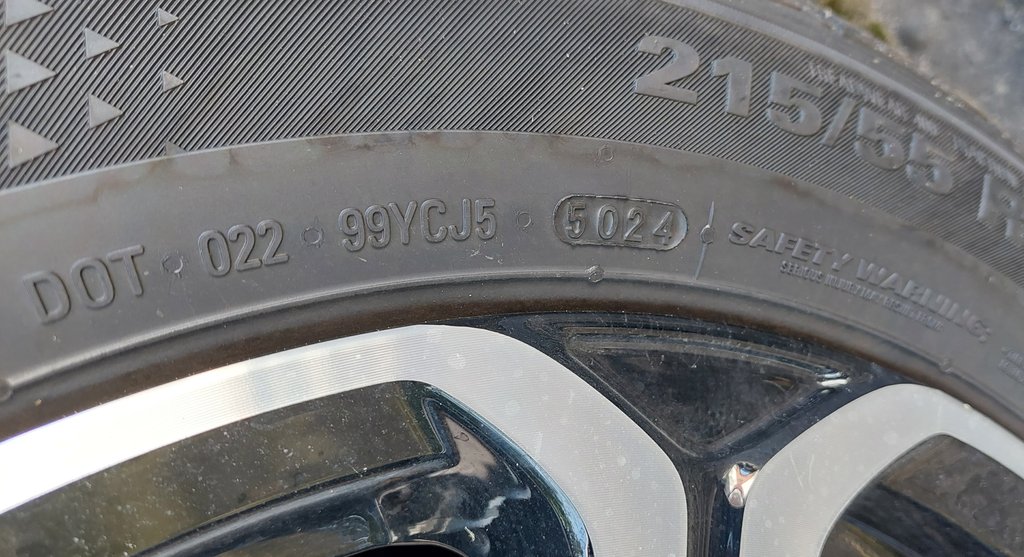 215/55 R
DOT 022 99YCJ5 5024
SAFETY WARNING: